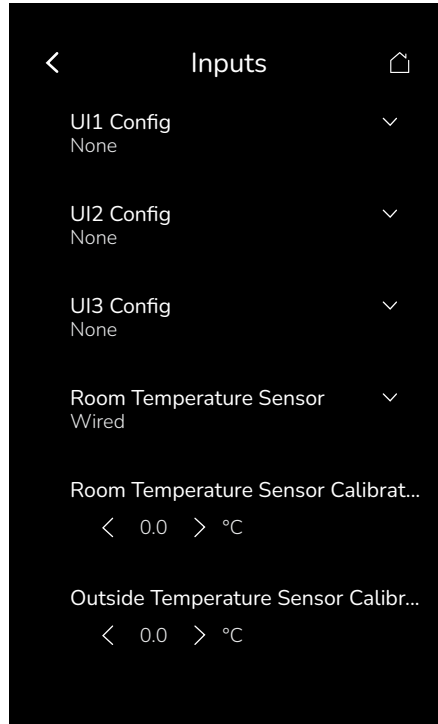 Inputs
UI1 Config
None
UI2 Config
None
UI3 Config
None
Room Temperature Sensor
Wired
Room Temperature Sensor Calibrat...
0.0 °C
Outside Temperature Sensor Calibr...
0.0 °C